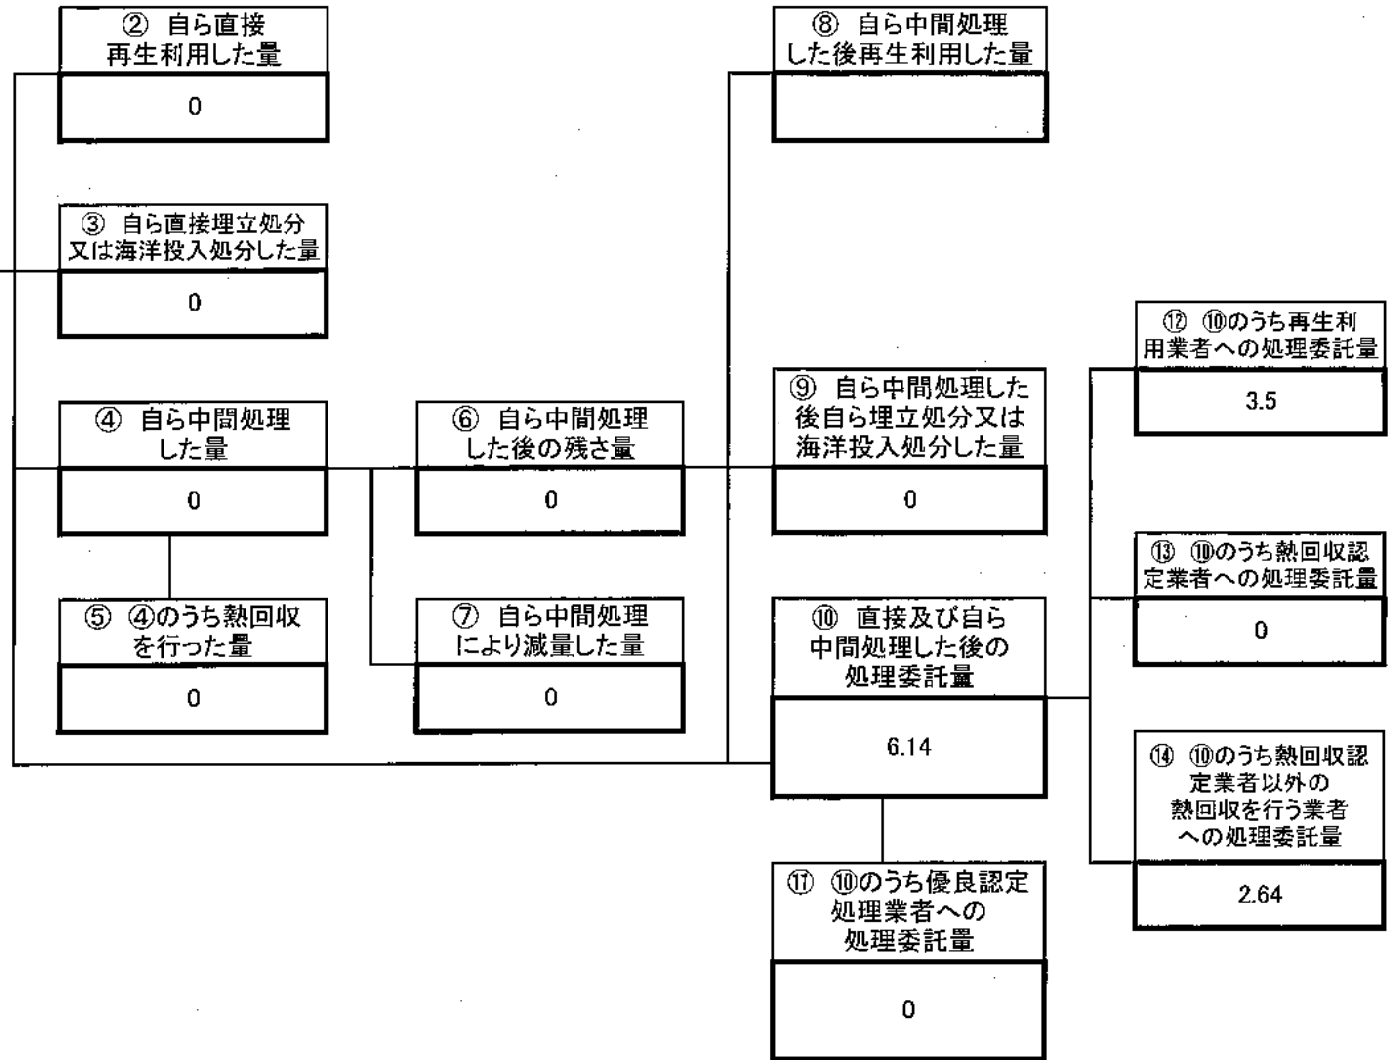 ② 自ら直接
再生利用した量
0
③ 自ら直接埋立処分
又は海洋投入処分した量
0
④ 自ら中間処理
した量
0
⑤ ④のうち熱回収
を行った量
0
⑥ 自ら中間処理
した後の残さ量
0
⑦ 自ら中間処理
により減量した量
0
⑧ 自ら中間処理
した後再生利用した量
⑨ 自ら中間処理した
後自ら埋立処分又は
海洋投入処分した量
0
⑩ 直接及び自ら
中間処理した後の
処理委託量
6.14
⑪ ⑩のうち優良認定
処理業者への
処理委託量
0
⑫ ⑩のうち再生利
用業者への処理委託量
3.5
⑬ ⑩のうち熱回収認
定業者への処理委託量
0
⑭ ⑩のうち熱回収認
定業者以外の
熱回収を行う業者
への処理委託量
2.64